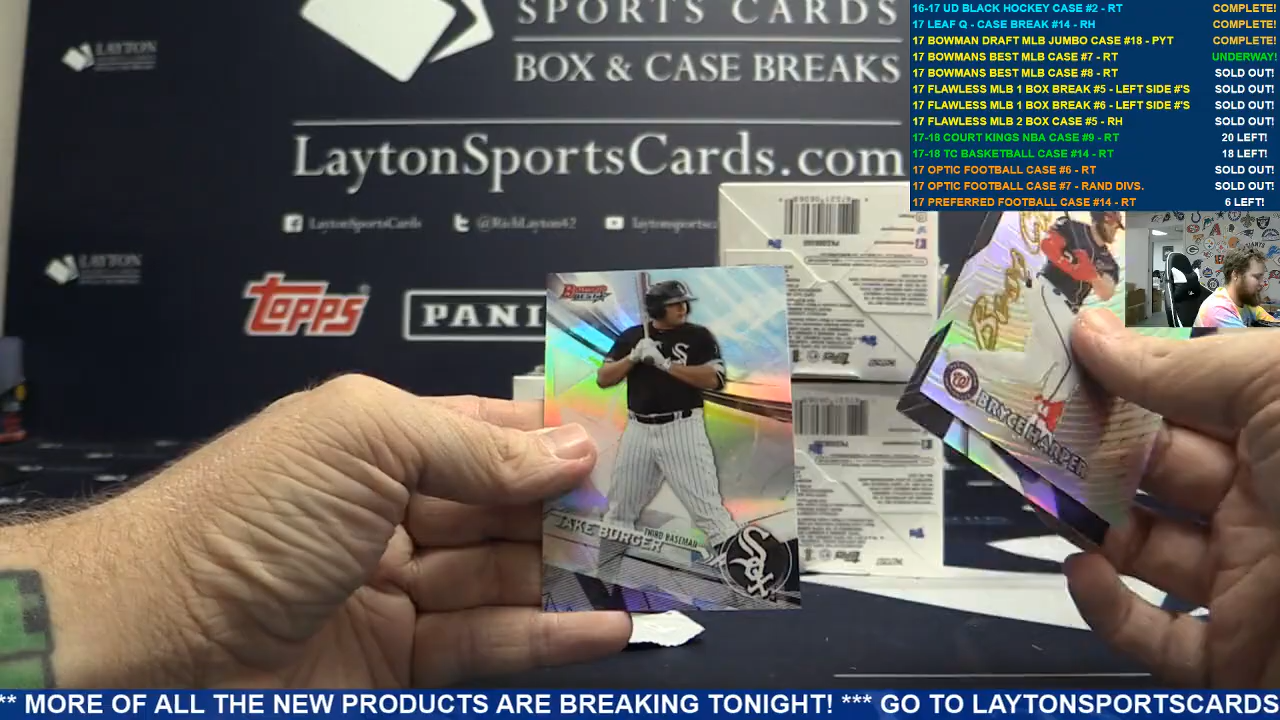 SPORTS CARDS
BOX & CASE BREAKS
LaytonSportsCards.com
LaytonSportsCards
@RichLayton42
laytonsportsc
LAYTON
LAYTON
TOPPS
PANI
16-17 UD BLACK HOCKEY CASE #2 - RT COMPLETE!
17 LEAF Q - CASE BREAK #14 - RH COMPLETE!
17 BOWMAN DRAFT MLB JUMBO CASE #18 - PYT COMPLETE!
17 BOWMANS BEST MLB CASE #7 - RT UNDERWAY!
17 BOWMANS BEST MLB CASE #8 - RT SOLD OUT!
17 FLAWLESS MLB 1 BOX BREAK #5 - LEFT SIDE #'S SOLD OUT!
17 FLAWLESS MLB 1 BOX BREAK #6 - LEFT SIDE #'S SOLD OUT!
17 FLAWLESS MLB 2 BOX CASE #5 - RH SOLD OUT!
17-18 COURT KINGS NBA CASE #9 - RT 20 LEFT!
17-18 TC BASKETBALL CASE #14 - RT 18 LEFT!
17 OPTIC FOOTBALL CASE #6 - RT SOLD OUT!
17 OPTIC FOOTBALL CASE #7 - RAND DIVS. SOLD OUT!
17 PREFERRED FOOTBALL CASE #14 - RT 6 LEFT!
BOWMAN'S
BEST
JAKE BURGER
THIRD BASEMAN
Sox
BRYCE HARPER
** MORE OF ALL THE NEW PRODUCTS ARE BREAKING TONIGHT! *** GO TO LAYTONSPORTSCARDS